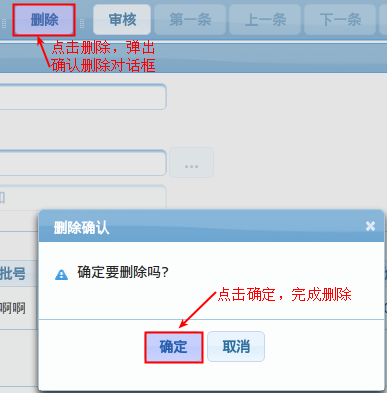 删除 审核 第一条 上一条 下一条
点击删除，弹出
确认删除对话框
...
删除确认
批号
确定要删除吗?
啊啊
点击确定，完成删除
确定 取消